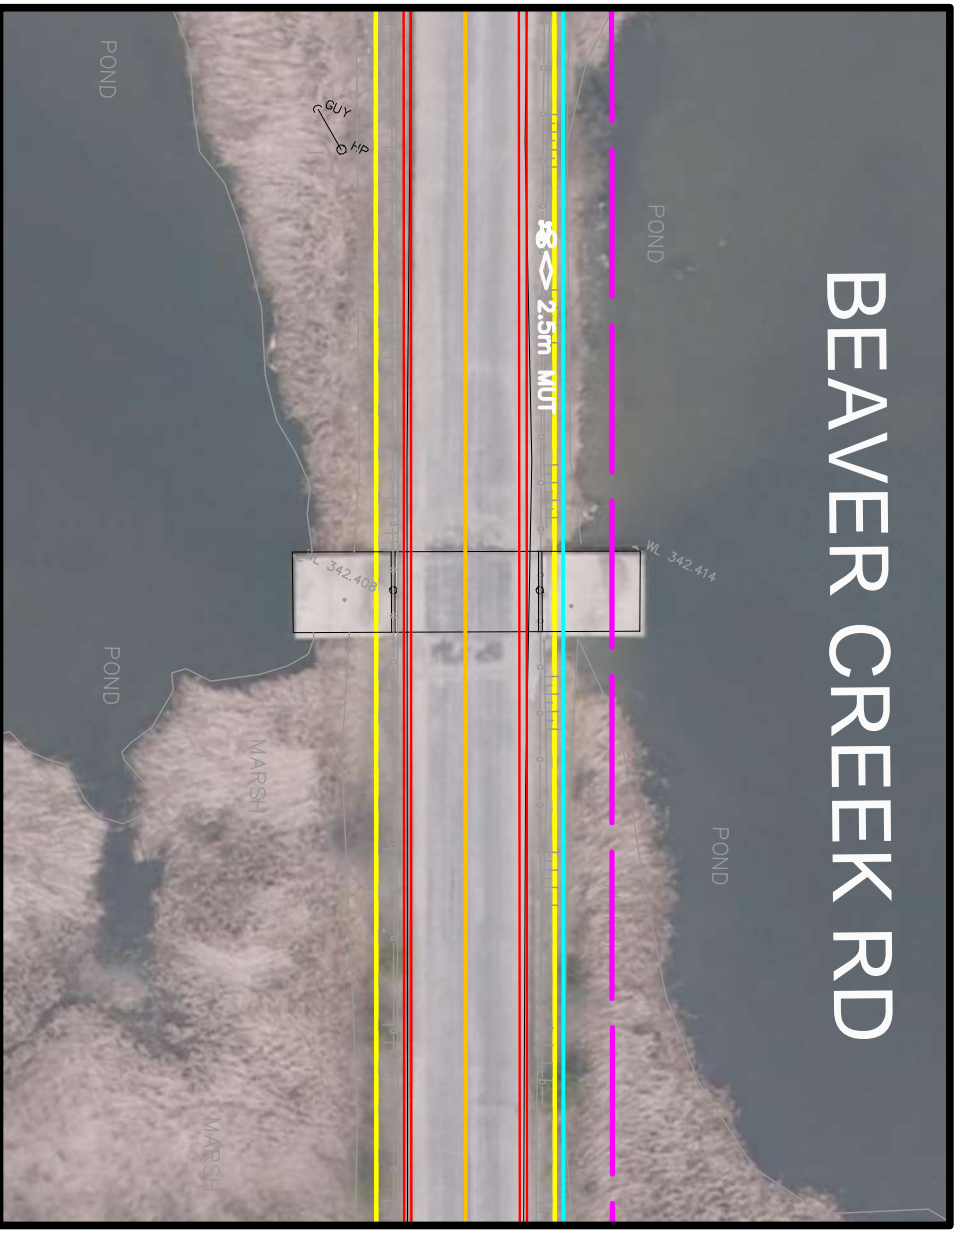 POND
GUY
HP
POND
2.5m MUT
BEAVER CREEK RD
WL 342.414
WL 342.408
POND
MARSH
POND
MARSH